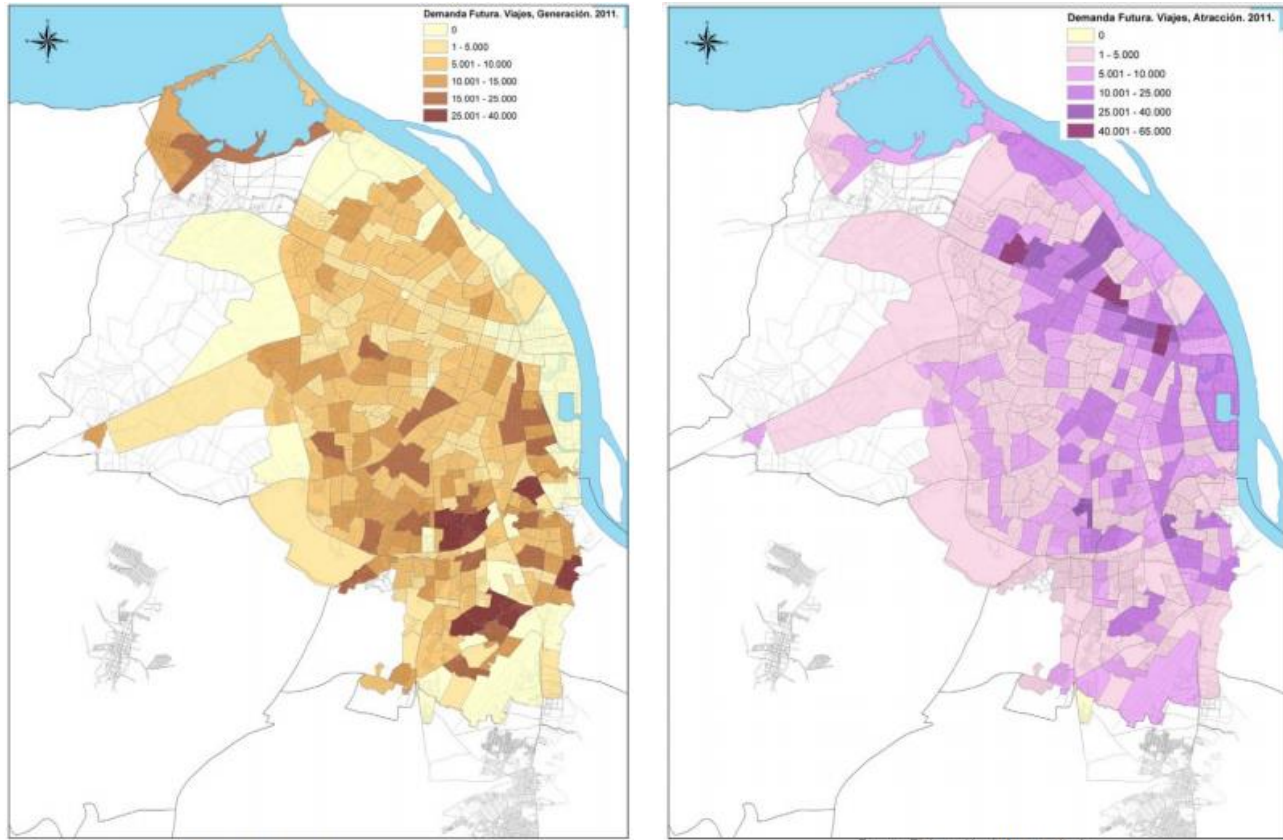 Demanda Futura. Viajes, Generación. 2011.
0
1 - 5.000
5.001 - 10.000
10.001 - 15.000
15.001 - 25.000
25.001 - 40.000
Demanda Futura. Viajes, Atracción. 2011.
0
1 - 5.000
5.001 - 10.000
10.001 - 25.000
25.001 - 40.000
40.001 - 65.000